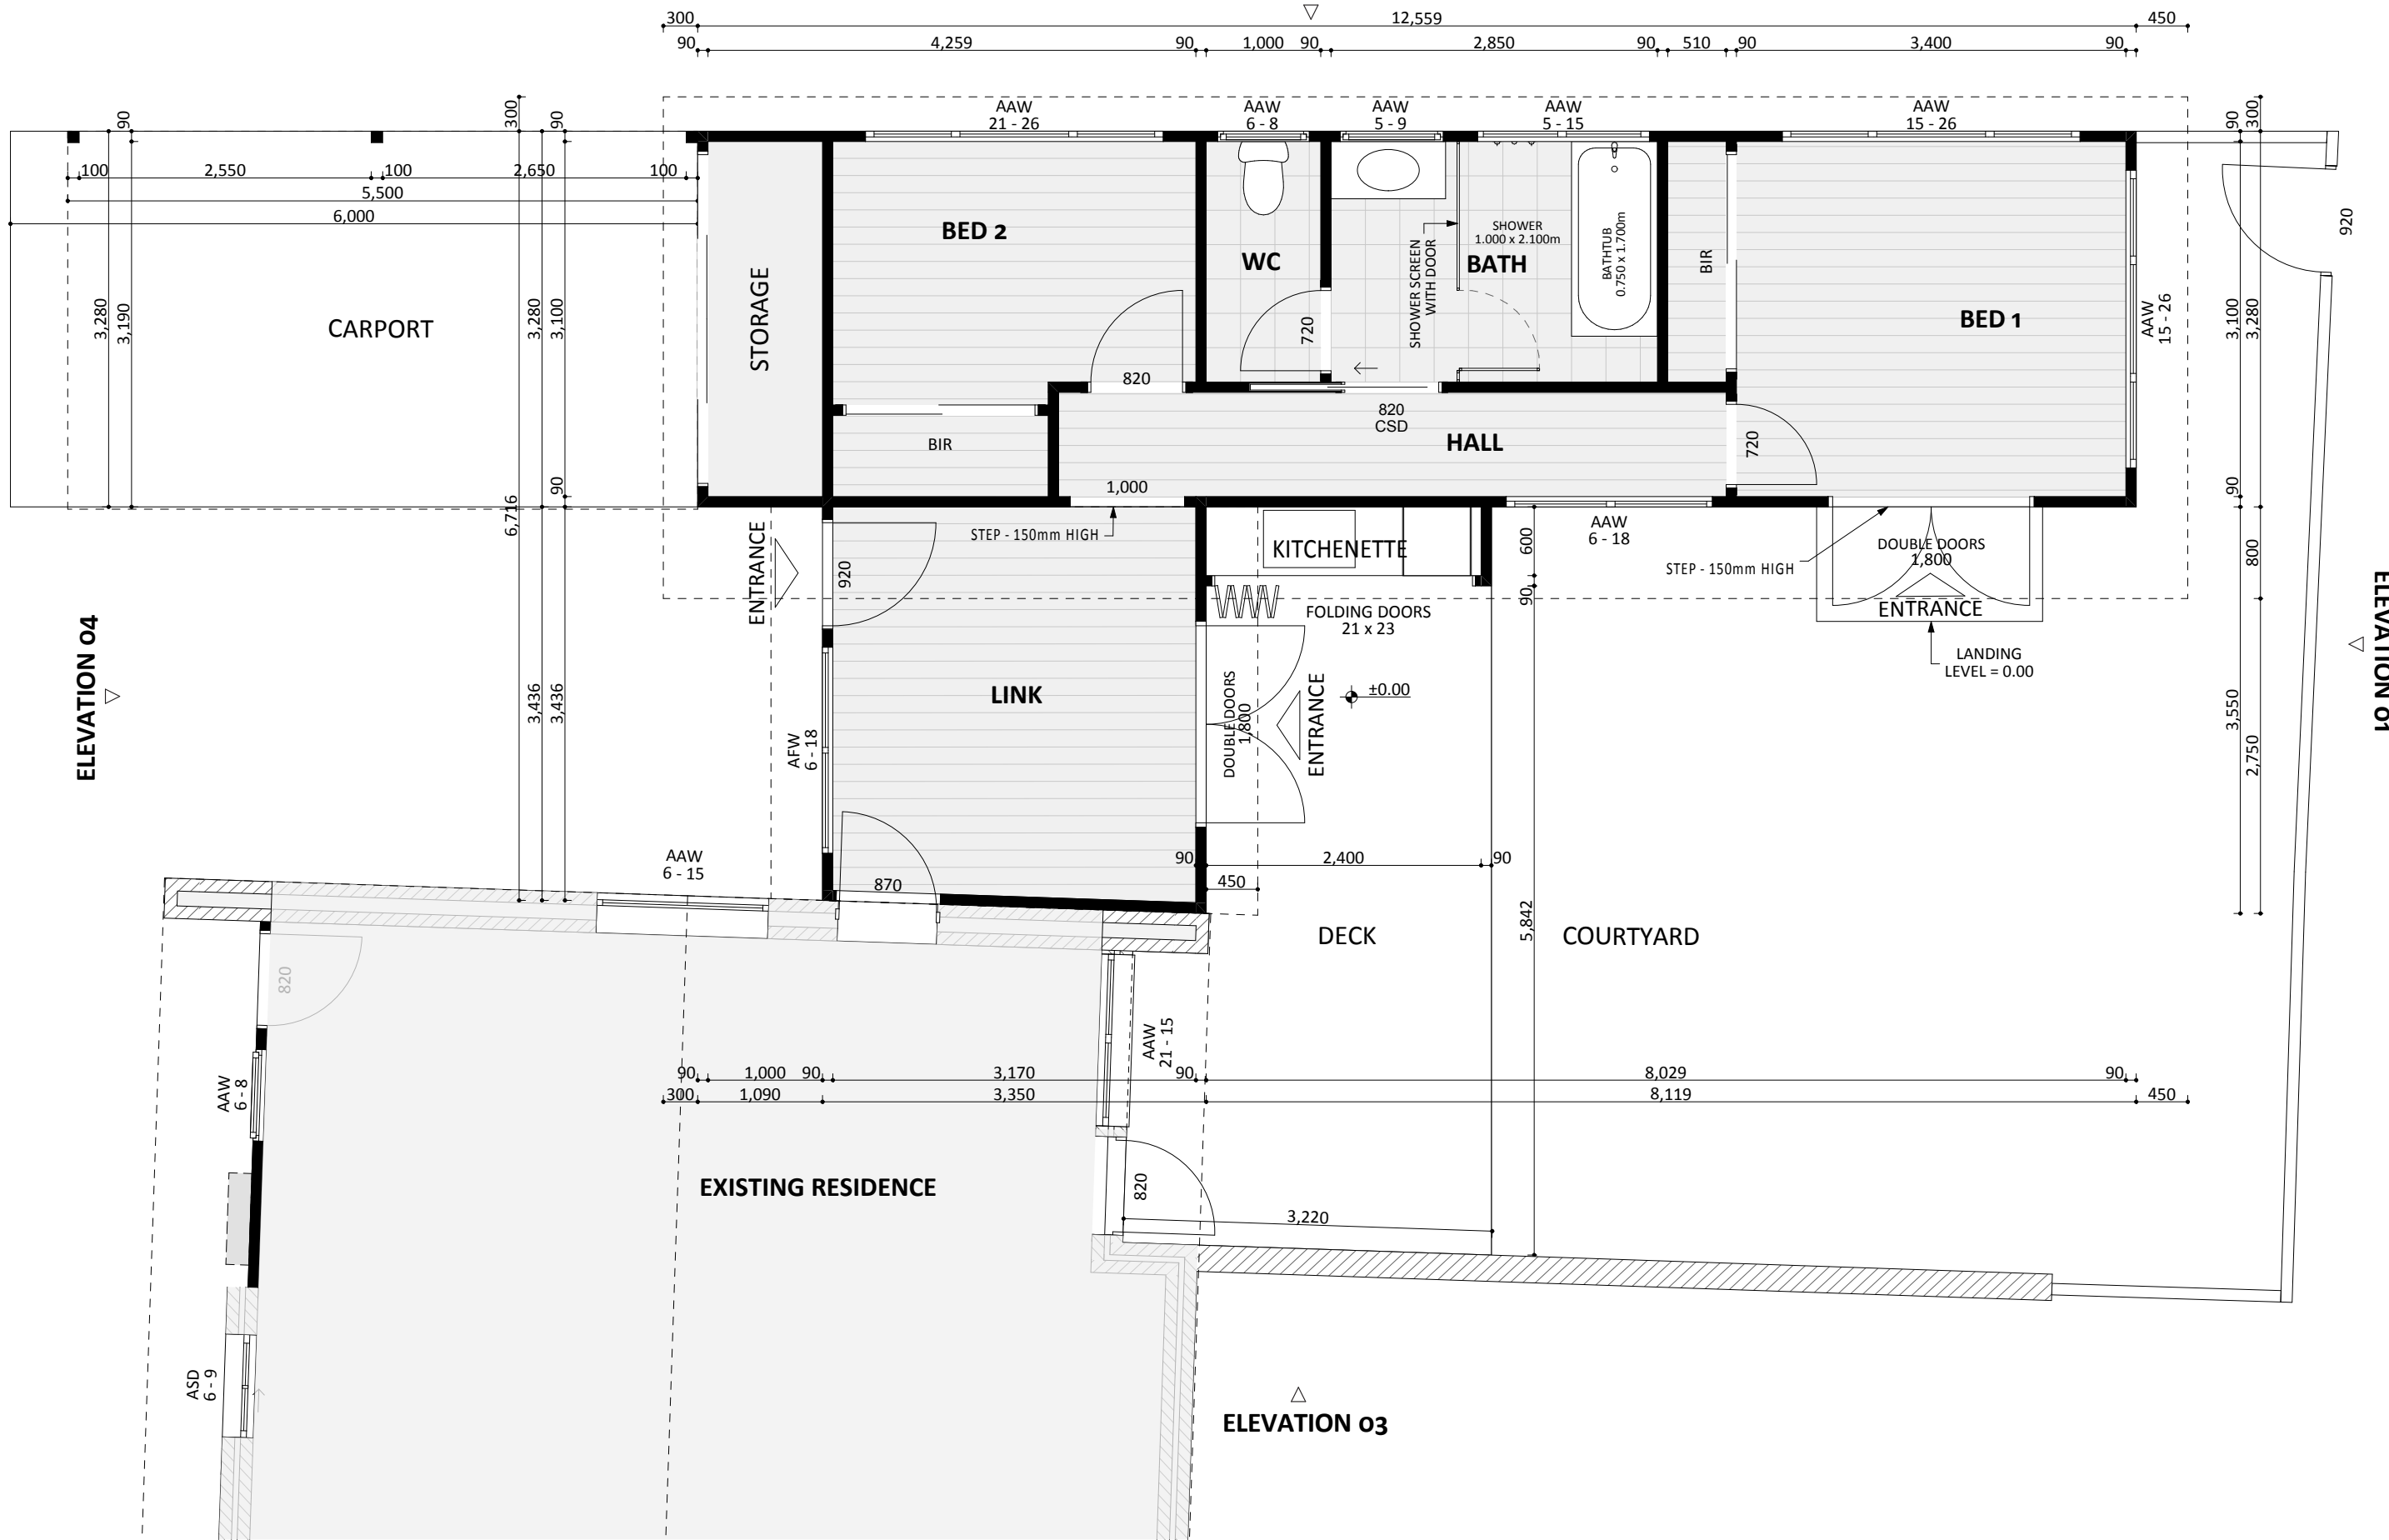 300
12,559
450
90
4,259
90
1,000
90
2,850
90
510
90
3,400
90
AAW
21 - 26
AAW
6 - 8
AAW
5 - 9
AAW
5 - 15
AAW
15 - 26
90
300
90
90
300
100
2,550
100
2,650
100
5,500
6,000
3,280
3,190
3,280
3,100
90
CARPORT
STORAGE
BED 2
WC
SHOWER SCREEN
WITH DOOR
SHOWER
1.000 x 2.100m
BATH
BATHTUB
0.750 x 1.700m
BIR
BED 1
AAW
15 - 26
3,100
3,280
90
920
720
820
820
CSD
HALL
720
BIR
1,000
STEP - 150mm HIGH
6,716
ENTRANCE
920
KITCHENETTE
600
90
AAW
6 - 18
STEP - 150mm HIGH
DOUBLE DOORS
1,800
ENTRANCE
800
FOLDING DOORS
21 x 23
LANDING
LEVEL = 0.00
ELEVATION 04
ELEVATION 01
3,436
3,436
LINK
AFW
6 - 18
DOUBLE DOORS
1,800
ENTRANCE
±0.00
3,550
2,750
AAW
6 - 15
870
90
2,400
90
450
5,842
DECK
COURTYARD
820
AAW
21 - 15
AAW
6 - 8
90
1,000
90
3,170
90
8,029
90
300
1,090
3,350
8,119
450
EXISTING RESIDENCE
820
3,220
ASD
6 - 9
ELEVATION 03